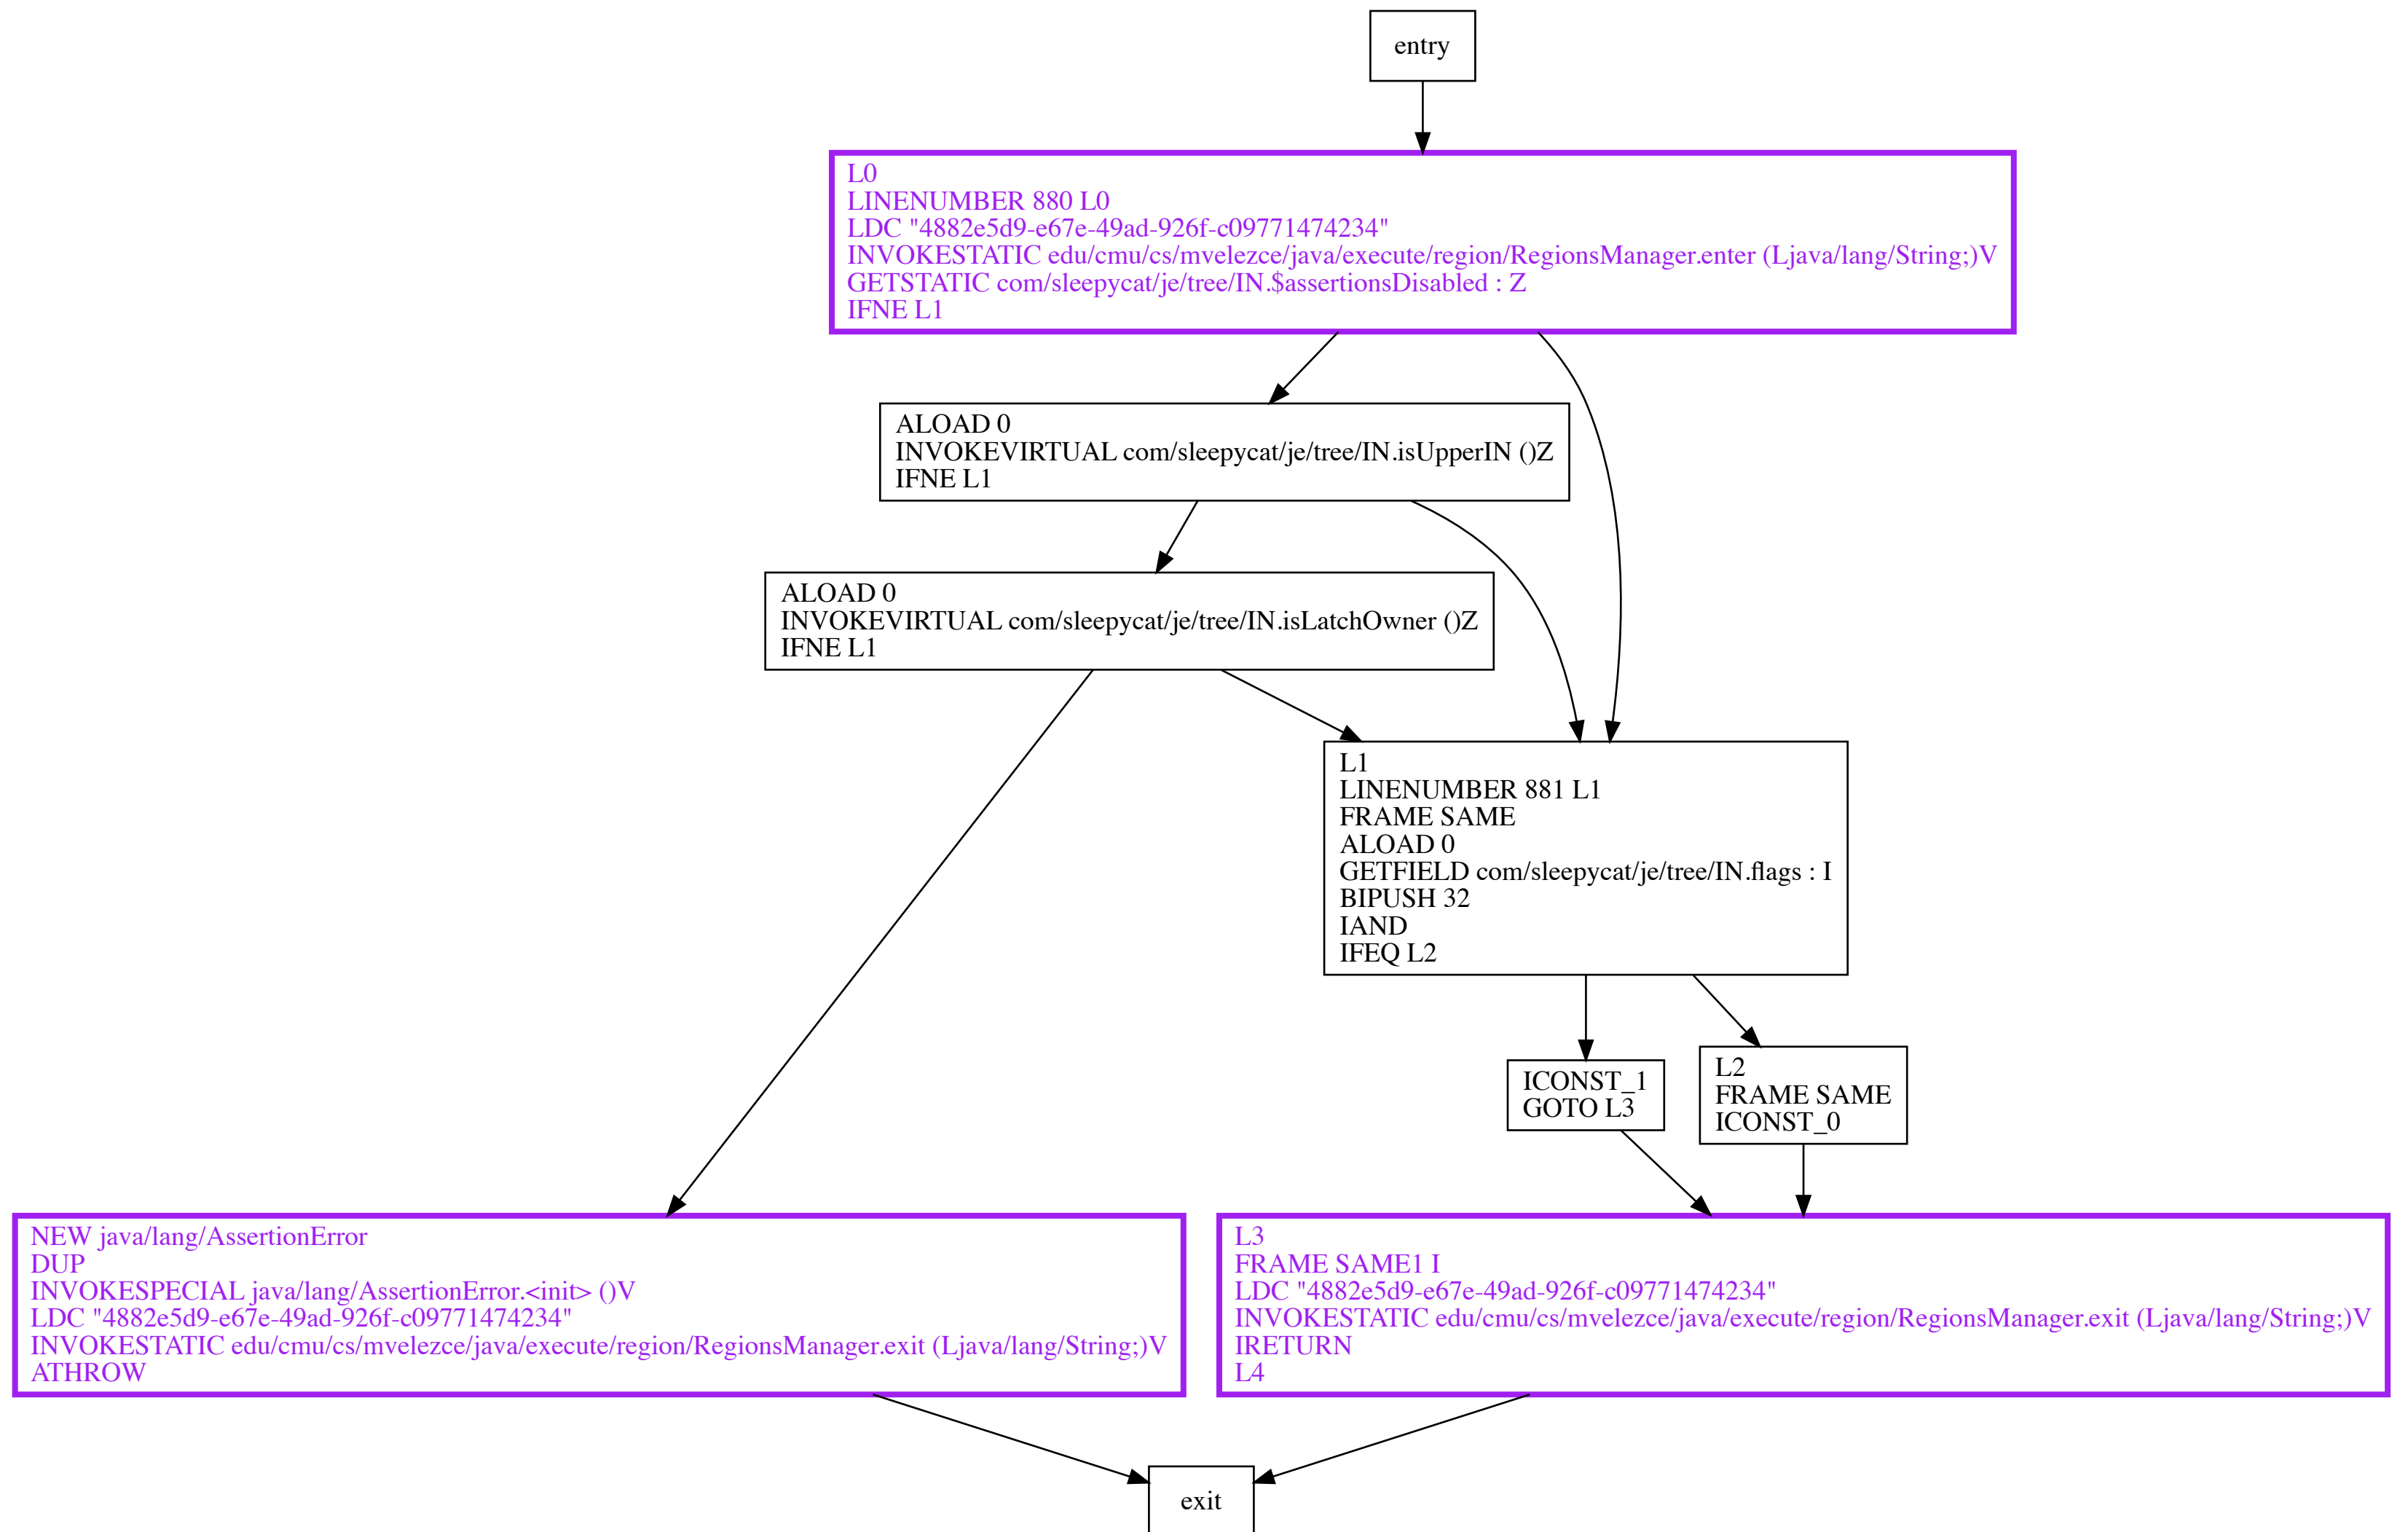 entry
L0
LINENUMBER 880 L0
LDC "4882e5d9-e67e-49ad-926f-c09771474234"
INVOKESTATIC edu/cmu/cs/mvelezce/java/execute/region/RegionsManager.enter (Ljava/lang/String;)V
GETSTATIC com/sleepycat/je/tree/IN.$assertionsDisabled : Z
IFNE L1
ALOAD 0
INVOKEVIRTUAL com/sleepycat/je/tree/IN.isUpperIN ()Z
IFNE L1
ALOAD 0
INVOKEVIRTUAL com/sleepycat/je/tree/IN.isLatchOwner ()Z
IFNE L1
L1
LINENUMBER 881 L1
FRAME SAME
ALOAD 0
GETFIELD com/sleepycat/je/tree/IN.flags : I
BIPUSH 32
IAND
IFEQ L2
ICONST_1
GOTO L3
L2
FRAME SAME
ICONST_0
NEW java/lang/AssertionError
DUP
INVOKESPECIAL java/lang/AssertionError.<init> ()V
LDC "4882e5d9-e67e-49ad-926f-c09771474234"
INVOKESTATIC edu/cmu/cs/mvelezce/java/execute/region/RegionsManager.exit (Ljava/lang/String;)V
ATHROW
L3
FRAME SAME1 I
LDC "4882e5d9-e67e-49ad-926f-c09771474234"
INVOKESTATIC edu/cmu/cs/mvelezce/java/execute/region/RegionsManager.exit (Ljava/lang/String;)V
IRETURN
L4
exit